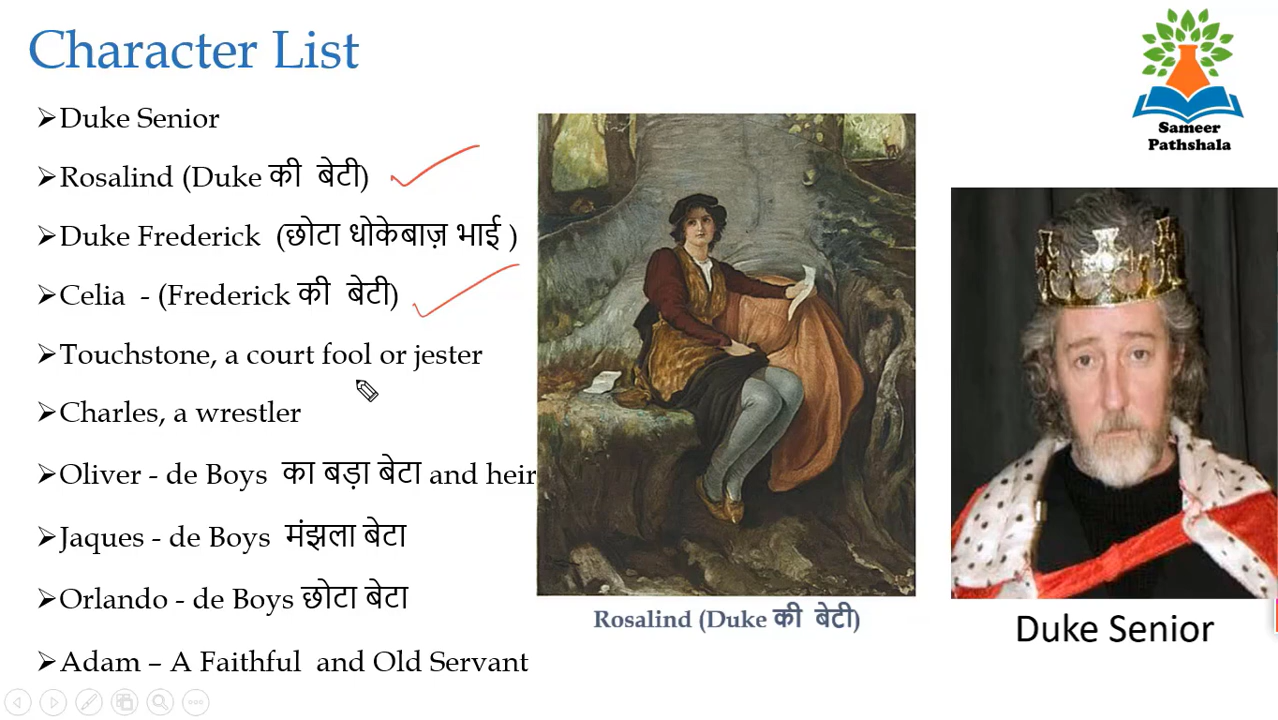 Character List
➢Duke Senior
➢Rosalind (Duke की बेटी)
➢Duke Frederick (छोटा धोकेबाज़ भाई )
➢Celia - (Frederick की बेटी)
➢Touchstone, a court fool or jester
➢Charles, a wrestler
➢Oliver - de Boys का बड़ा बेटा and heir
➢Jaques - de Boys मंझला बेटा
➢Orlando - de Boys छोटा बेटा
➢Adam – A Faithful and Old Servant
Rosalind (Duke की बेटी)
Sameer
Pathshala
Duke Senior